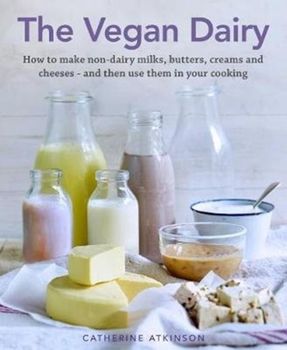 The Vegan Dairy
How to make non-dairy milks, butters, creams and
cheeses - and then use them in your cooking
CATHERINE ATKINSON